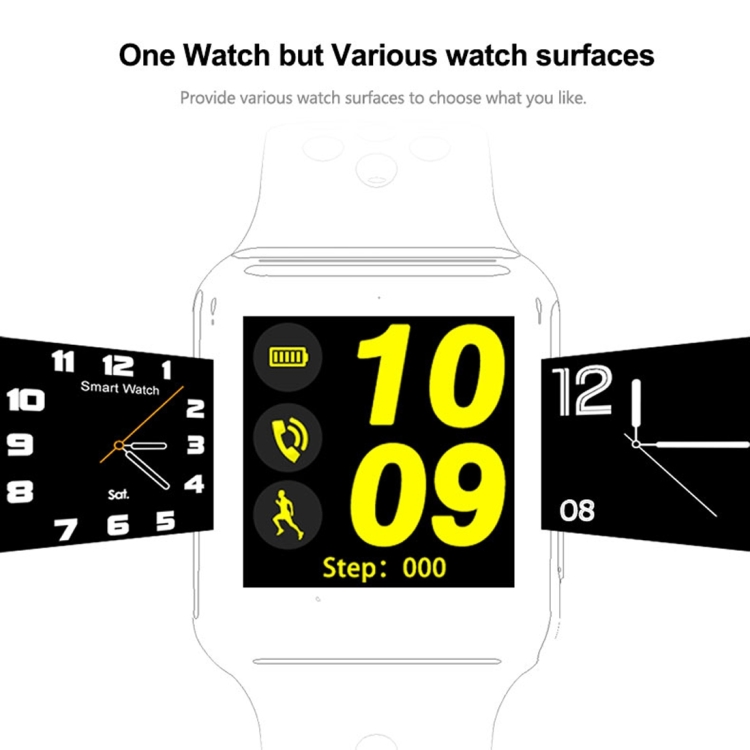 One Watch but Various watch surfaces
Provide various watch surfaces to choose what you like.
11 12 1
Smart Watch
10 2
9 3
8 Sat. 4
7 6 5
10
09
Step: 000
12
08